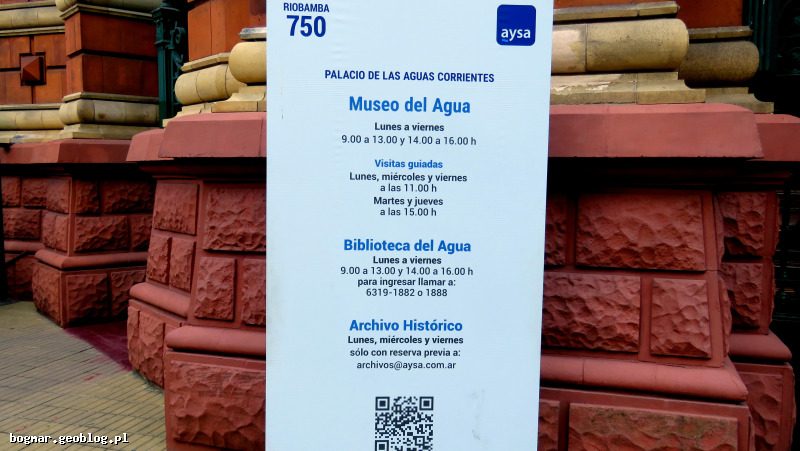 RIOBAMBA
750
aysa
PALACIO DE LAS AGUAS CORRIENTES
Museo del Agua
Lunes a viernes
9.00 a 13.00 y 14.00 a 16.00 h
Visitas guiadas
Lunes, miércoles y viernes
a las 11.00 h
Martes y jueves
a las 15.00 h
Biblioteca del Agua
Lunes a viernes
9.00 a 13.00 y 14.00 a 16.00 h
para ingresar llamar a:
6319-1882 o 1888
Archivo Histórico
Lunes, miércoles y viernes
sólo con reserva previa a:
archivos@aysa.com.ar
bogmar.geoblog.pl